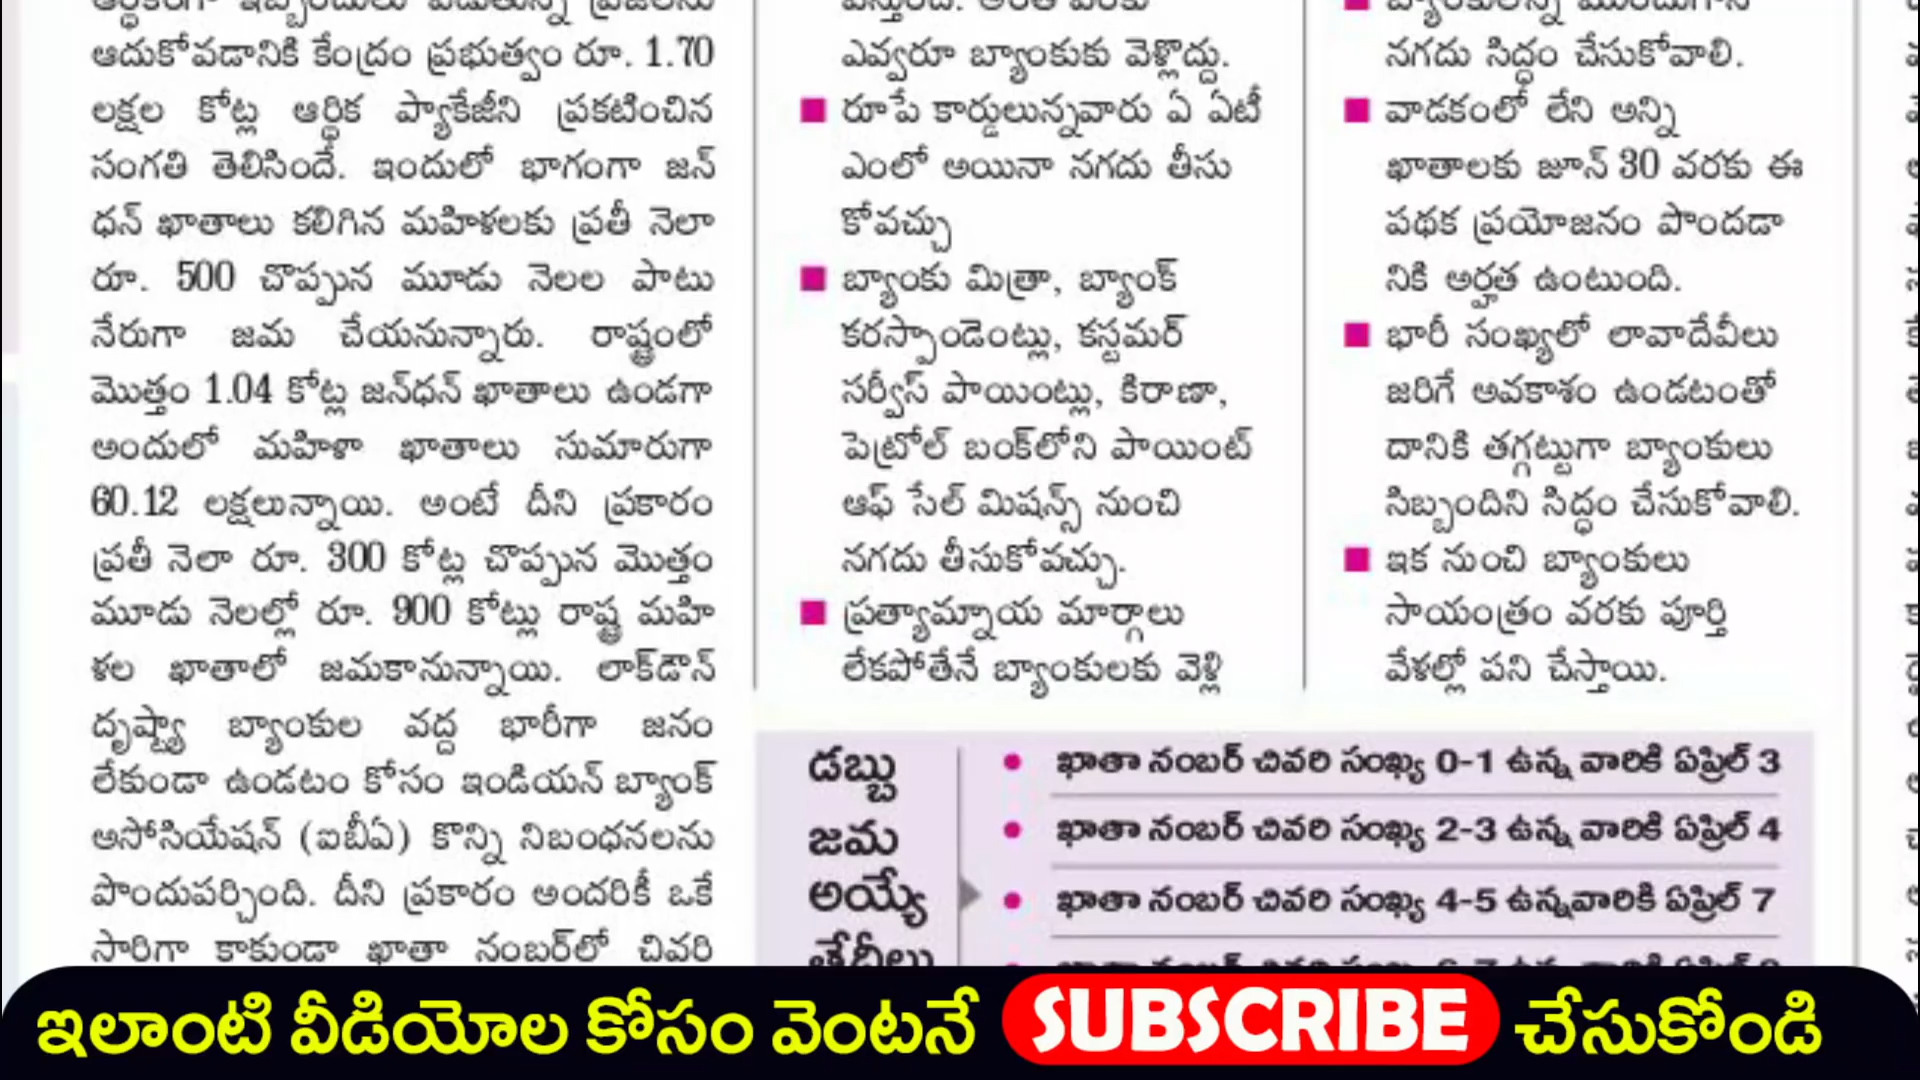 ఆదుకోవడానికి కేంద్రం ప్రభుత్వం రూ. 1.70
లక్షల కోట్ల ఆర్థిక ప్యాకేజీని ప్రకటించిన
సంగతి తెలిసిందే. ఇందులో భాగంగా జన్
ధన్ ఖాతాలు కలిగిన మహిళలకు ప్రతీ నెలా
రూ. 500 చొప్పున మూడు నెలల పాటు
నేరుగా జమ చేయనున్నారు. రాష్ట్రంలో
మొత్తం 1.04 కోట్ల జన్‌ధన్ ఖాతాలు ఉండగా
అందులో మహిళా ఖాతాలు సుమారుగా
60.12 లక్షలున్నాయి. అంటే దీని ప్రకారం
ప్రతీ నెలా రూ. 300 కోట్ల చొప్పున మొత్తం
మూడు నెలల్లో రూ. 900 కోట్లు రాష్ట్ర మహి
ళల ఖాతాలో జమకానున్నాయి. లాక్‌డౌన్
దృష్ట్యా బ్యాంకుల వద్ద భారీగా జనం
లేకుండా ఉండటం కోసం ఇండియన్ బ్యాంక్
అసోసియేషన్ (ఐబీఏ) కొన్ని నిబంధనలను
పొందుపర్చింది. దీని ప్రకారం అందరికీ ఒకే
సారిగా కాకుండా ఖాతా నంబర్‌లో చివరి
ఎవ్వరూ బ్యాంకుకు వెళ్లొద్దు.
■ రూపే కార్డులున్నవారు ఏ ఏటీ
ఎంలో అయినా నగదు తీసు
కోవచ్చు
■ బ్యాంకు మిత్రా, బ్యాంక్
కరస్పాండెంట్లు, కస్టమర్
సర్వీస్ పాయింట్లు, కిరాణా,
పెట్రోల్ బంక్‌లోని పాయింట్
ఆఫ్ సేల్ మిషన్స్ నుంచి
నగదు తీసుకోవచ్చు.
■ ప్రత్యామ్నాయ మార్గాలు
లేకపోతేనే బ్యాంకులకు వెళ్లి
నగదు సిద్ధం చేసుకోవాలి.
■ వాడకంలో లేని అన్ని
ఖాతాలకు జూన్ 30 వరకు ఈ
పథక ప్రయోజనం పొందడా
నికి అర్హత ఉంటుంది.
■ భారీ సంఖ్యలో లావాదేవీలు
జరిగే అవకాశం ఉండటంతో
దానికి తగ్గట్టుగా బ్యాంకులు
సిబ్బందిని సిద్ధం చేసుకోవాలి.
■ ఇక నుంచి బ్యాంకులు
సాయంత్రం వరకు పూర్తి
వేళల్లో పని చేస్తాయి.
డబ్బు
జమ
అయ్యే
తేదీలు
• ఖాతా నంబర్ చివరి సంఖ్య 0-1 ఉన్న వారికి ఏప్రిల్ 3
• ఖాతా నంబర్ చివరి సంఖ్య 2-3 ఉన్న వారికి ఏప్రిల్ 4
• ఖాతా నంబర్ చివరి సంఖ్య 4-5 ఉన్నవారికి ఏప్రిల్ 7
ఇలాంటి వీడియోల కోసం వెంటనే SUBSCRIBE చేసుకోండి